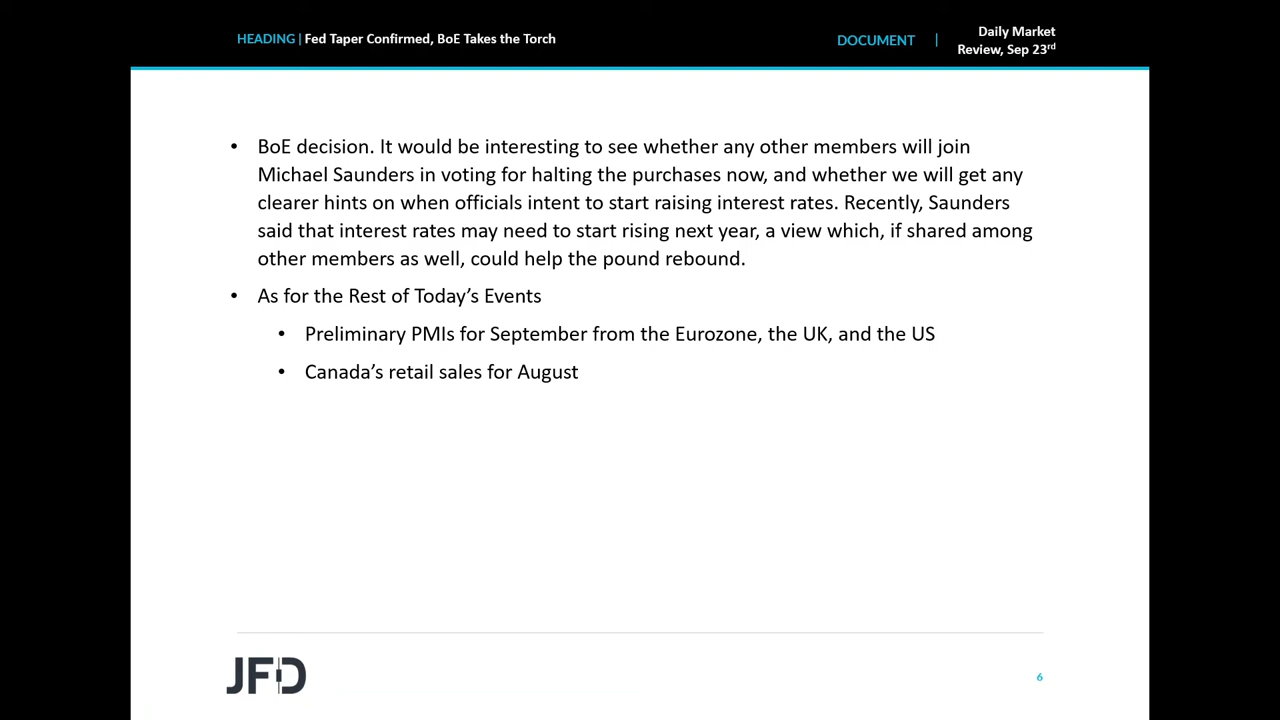 HEADING | Fed Taper Confirmed, BoE Takes the Torch
DOCUMENT |
Daily Market
Review, Sep 23rd
• BoE decision. It would be interesting to see whether any other members will join
Michael Saunders in voting for halting the purchases now, and whether we will get any
clearer hints on when officials intent to start raising interest rates. Recently, Saunders
said that interest rates may need to start rising next year, a view which, if shared among
other members as well, could help the pound rebound.
• As for the Rest of Today’s Events
• Preliminary PMIs for September from the Eurozone, the UK, and the US
• Canada’s retail sales for August
JFD
6